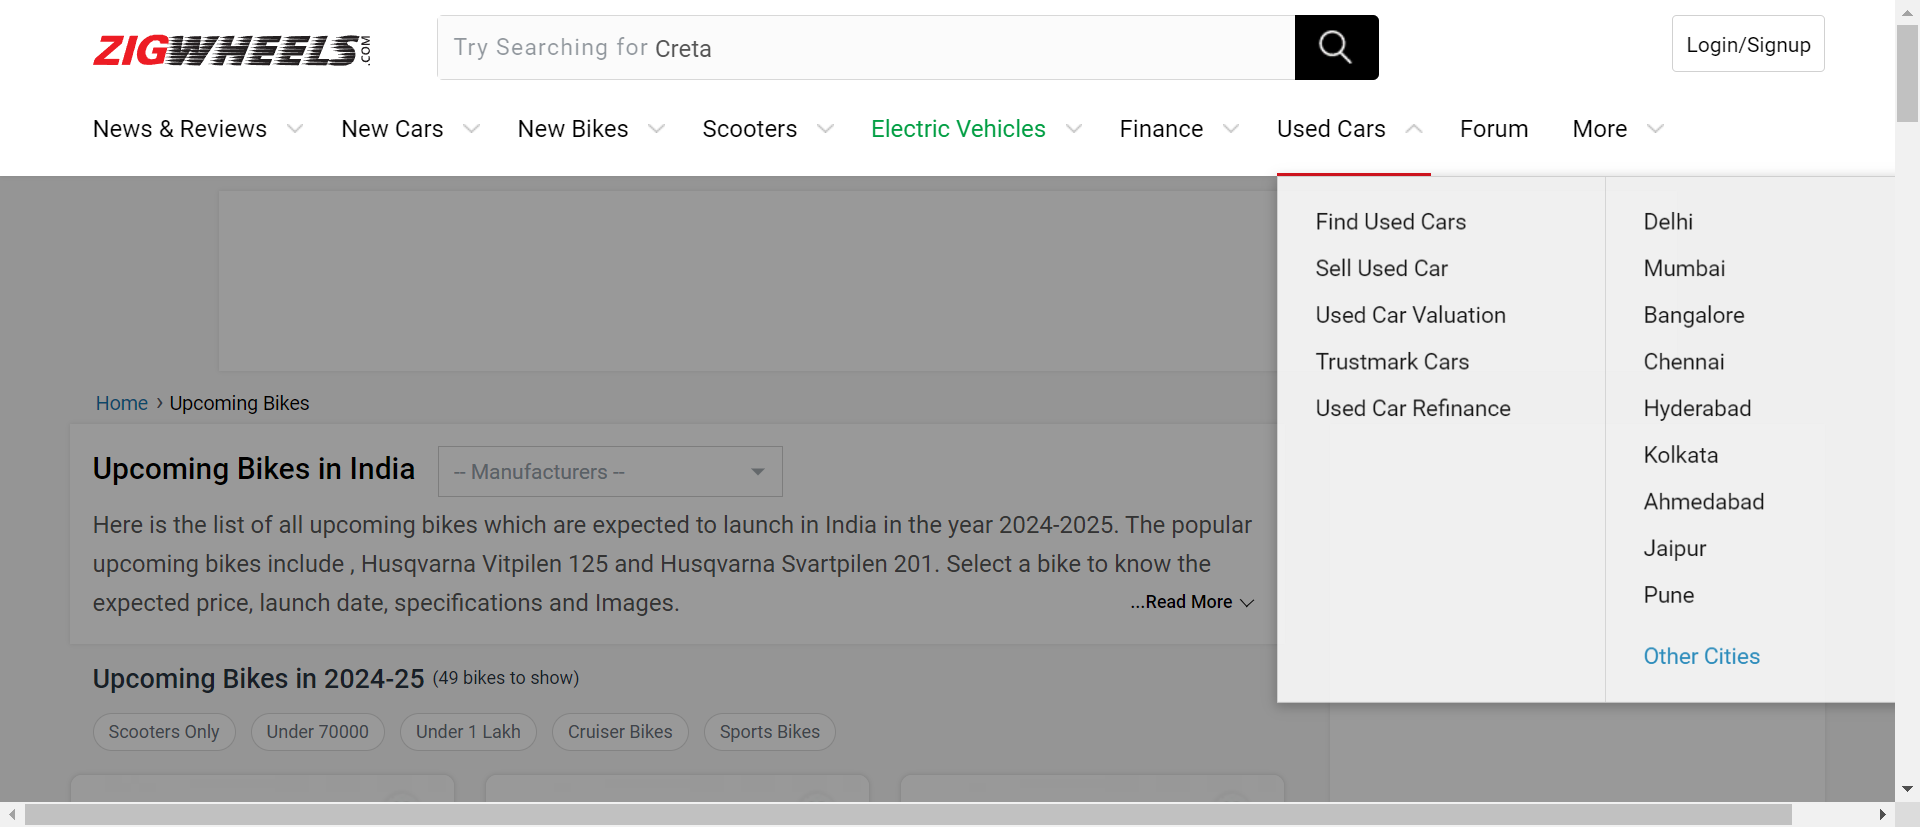 ZIGWHEELS.COM
Try Searching for Creta
Login/Signup
News & Reviews
New Cars
New Bikes
Scooters
Electric Vehicles
Finance
Used Cars
Forum
More
Find Used Cars
Sell Used Car
Used Car Valuation
Trustmark Cars
Used Car Refinance
Delhi
Mumbai
Bangalore
Chennai
Hyderabad
Kolkata
Ahmedabad
Jaipur
Pune
Other Cities
Home › Upcoming Bikes
Upcoming Bikes in India
-- Manufacturers --
Here is the list of all upcoming bikes which are expected to launch in India in the year 2024-2025. The popular
upcoming bikes include , Husqvarna Vitpilen 125 and Husqvarna Svartpilen 201. Select a bike to know the
expected price, launch date, specifications and Images.
...Read More
Upcoming Bikes in 2024-25 (49 bikes to show)
Scooters Only
Under 70000
Under 1 Lakh
Cruiser Bikes
Sports Bikes